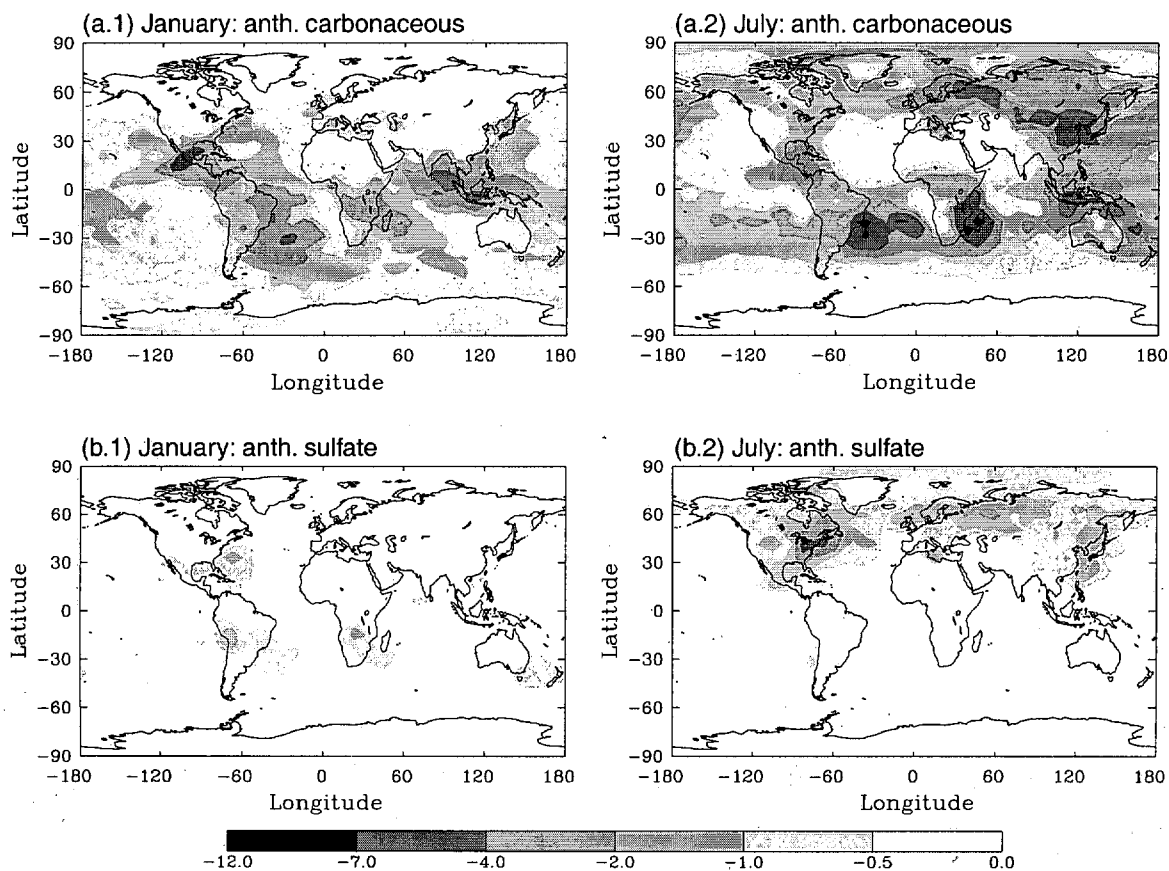 (a.1) January: anth. carbonaceous
(a.2) July: anth. carbonaceous
Latitude
90
60
30
0
−30
−60
−90
−180 −120 −60 0 60 120 180
Longitude
Latitude
90
60
30
0
−30
−60
−90
−180 −120 −60 0 60 120 180
Longitude
(b.1) January: anth. sulfate
(b.2) July: anth. sulfate
Latitude
90
60
30
0
−30
−60
−90
−180 −120 −60 0 60 120 180
Longitude
Latitude
90
60
30
0
−30
−60
−90
−180 −120 −60 0 60 120 180
Longitude
−12.0 −7.0 −4.0 −2.0 −1.0 −0.5 0.0